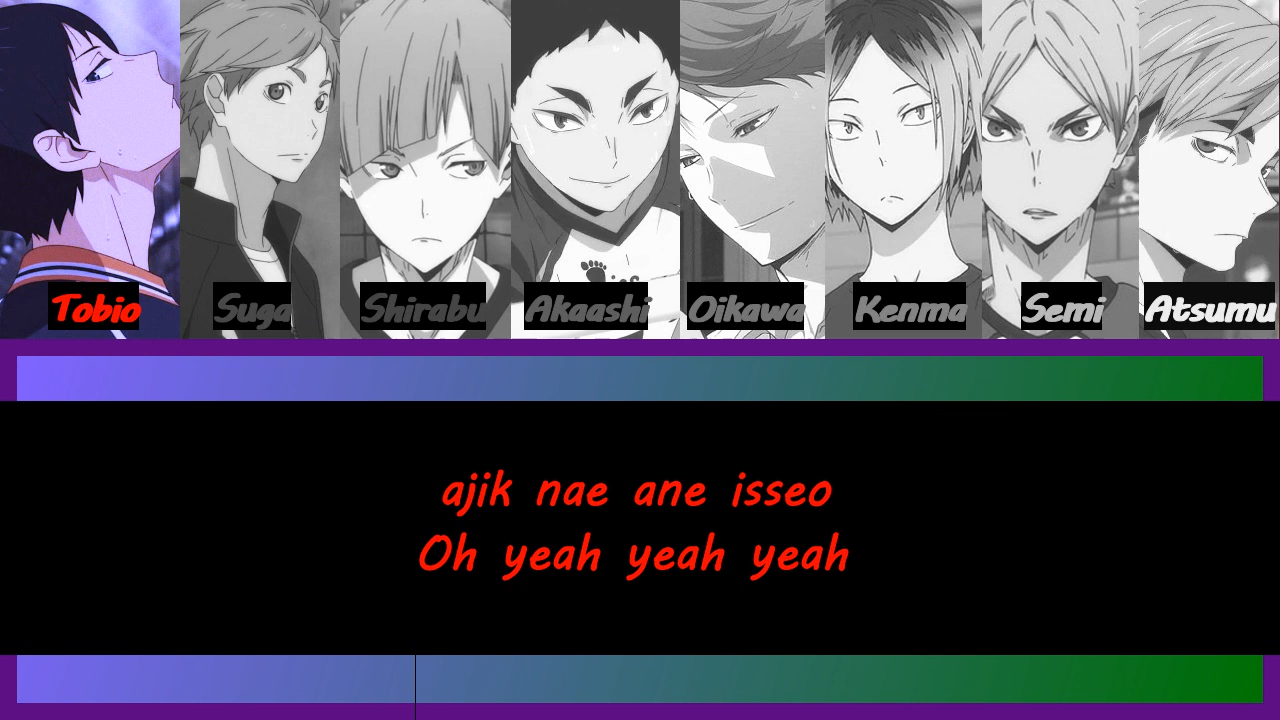 Tobio Suga Shirabu Akaashi Oikawa Kenma Semi Atsumu
ajik nae ane isseo
Oh yeah yeah yeah